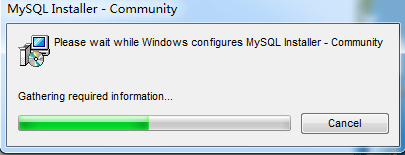 MySQL Installer - Community
Please wait while Windows configures MySQL Installer - Community
Gathering required information...
Cancel